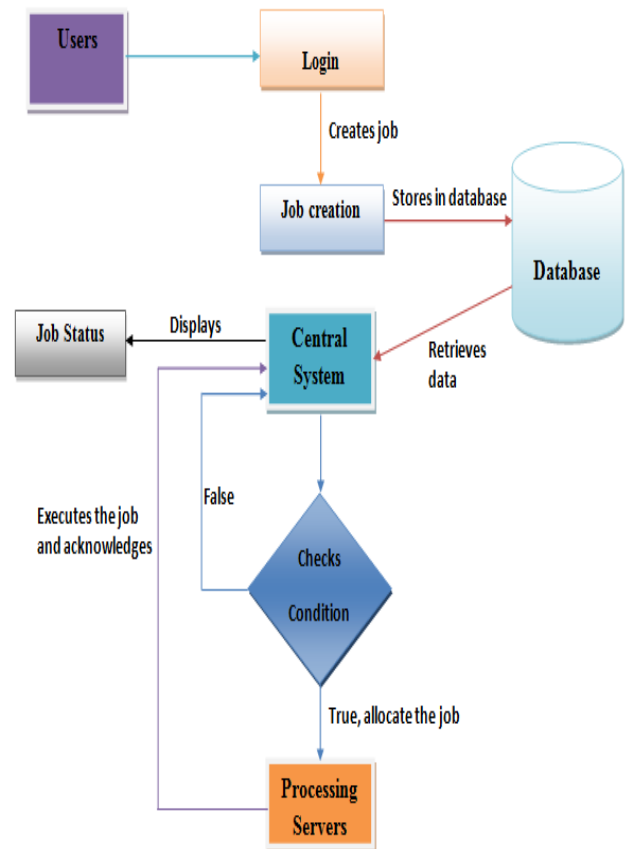 Users
Login
Creates job
Job creation
Stores in database
Database
Job Status
Displays
Central
System
Retrieves
data
False
Executes the job
and acknowledges
Checks
Condition
True, allocate the job
Processing
Servers